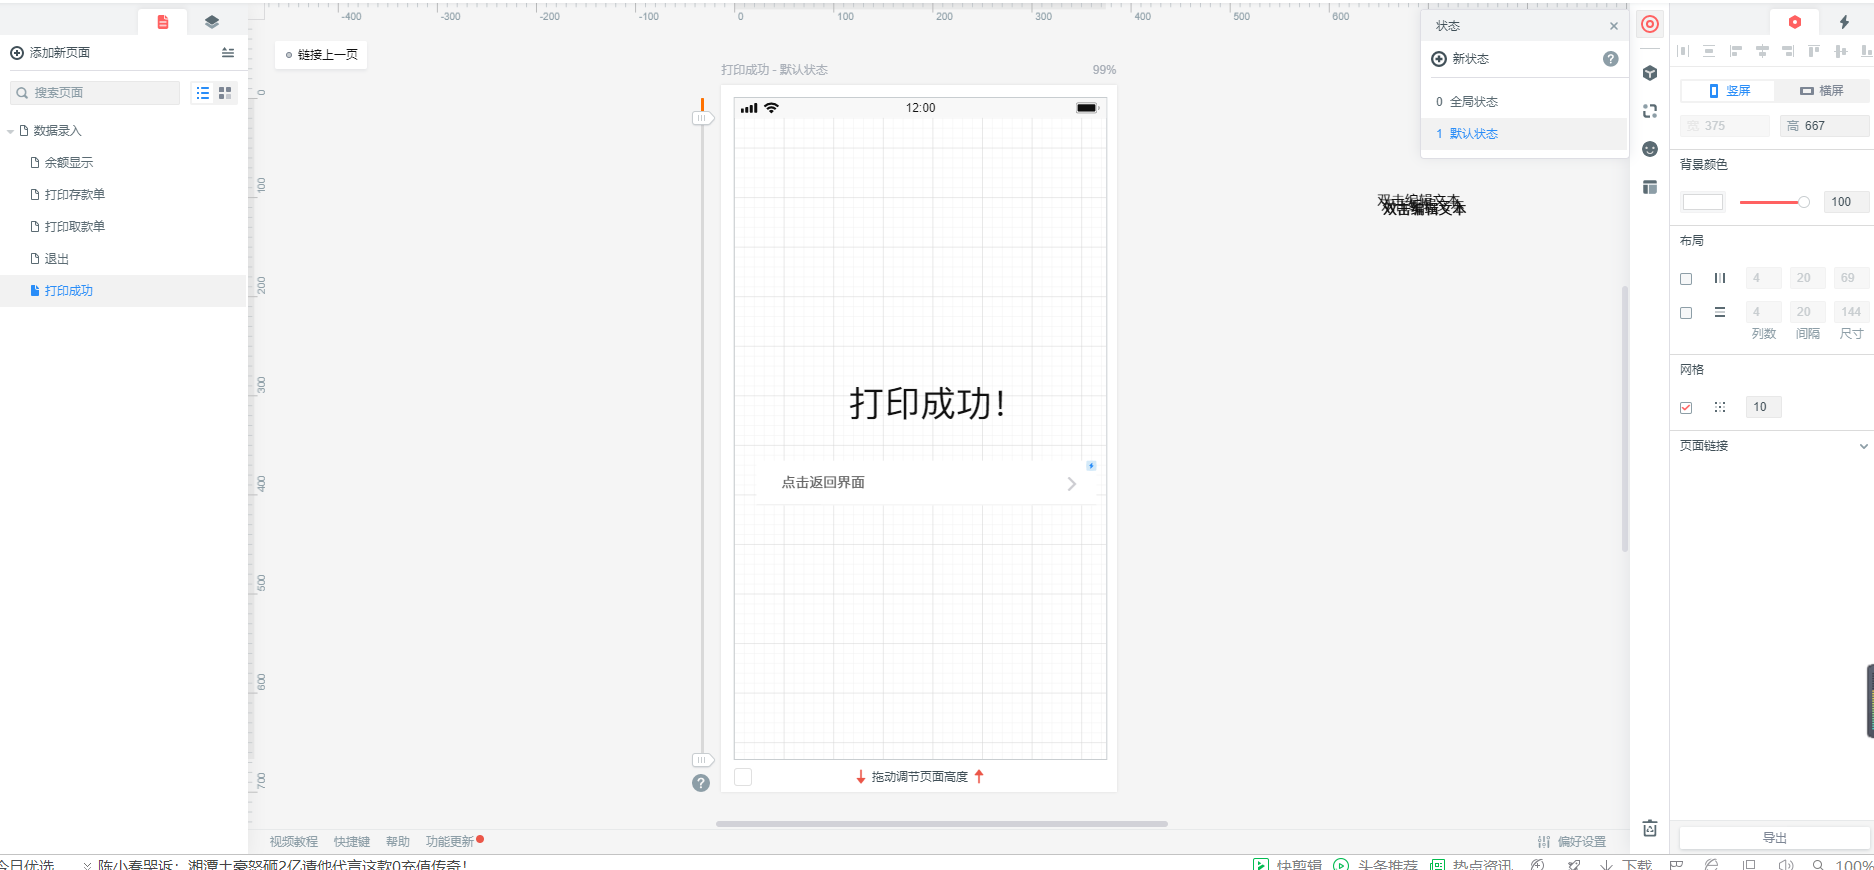 添加新页面
搜索页面
数据录入
余额显示
打印存款单
打印取款单
退出
打印成功
-400 -300 -200 -100 0 100 200 300 400 500 600
0
100
200
300
400
500
600
700
链接上一页
打印成功 - 默认状态 99%
12:00
打印成功！
点击返回界面
拖动调节页面高度
?
双击编辑文本
双击编辑文本
状态 ×
新状态 ?
0 全局状态
1 默认状态
竖屏 横屏
宽 375 高 667
背景颜色
100
布局
4 20 69
4 20 144
列数 间隔 尺寸
网格
10
页面链接
导出
视频教程 快捷键 帮助 功能更新
偏好设置
今日优选 陈小春哭诉：湘潭土豪怒砸2亿请他代言这款0充值传奇！
快剪辑 头条推荐 热点资讯 下载 100%